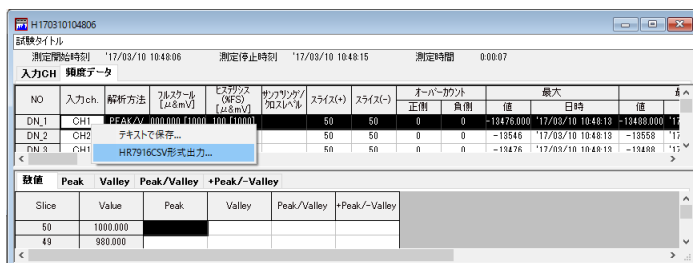 H170310104806
試験タイトル
測定開始時刻 '17/03/10 10:48:06 測定停止時刻 '17/03/10 10:48:15 測定時間 0:00:07
入力CH 頻度データ
NO 入力ch. 解析方法 フルスケール [μ&mV] ヒステリシス (%FS) [μ&mV] サンプリング/クロスレベル スライス(+) スライス(-) オーバーカウント 最大
正側 負側 値 日時 値
DN_1 CH1 PEAK/V 000.000 [1000 100 [1000] 50 50 0 0 -13476.000 '17/03/10 10:48:13 -13488.000 '17
DN_2 CH2 50 50 0 0 -13546 '17/03/10 10:48:13 -13558 '17
DN_3 CH1 50 50 0 0 -13476 '17/03/10 10:48:13 -13488 '17
テキストで保存...
HR7916CSV形式出力...
数値 Peak Valley Peak/Valley +Peak/-Valley
Slice Value Peak Valley Peak/Valley +Peak/-Valley
50 1000.000
49 980.000